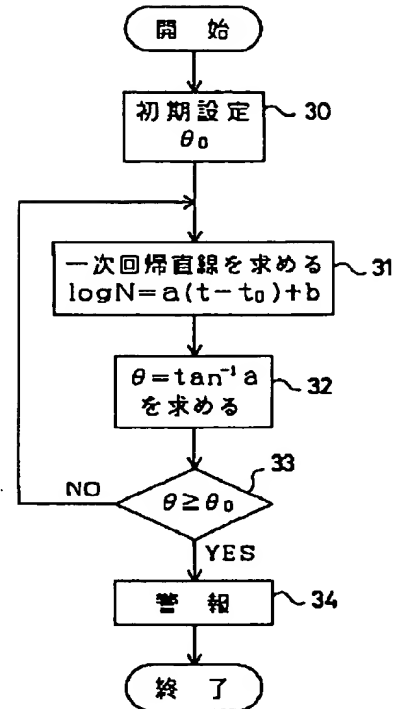 開 始
初期設定
θ₀
30
一次回帰直線を求める
logN=a(t-t₀)+b
31
θ=tan⁻¹a
を求める
32
33
NO
θ≧θ₀
YES
警 報
34
終 了